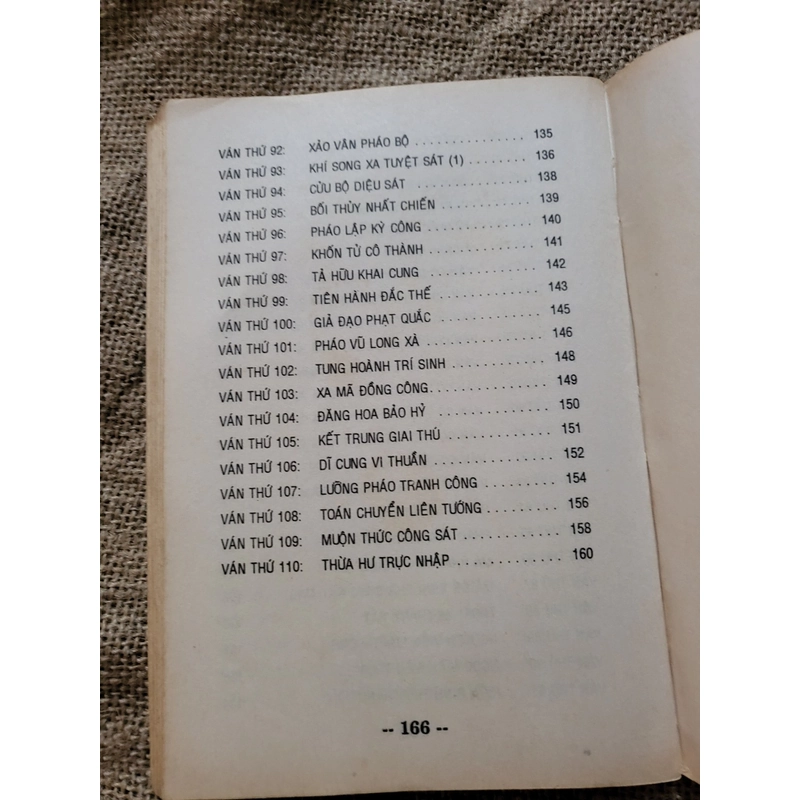 VÁN THỨ 92: XẢO VÂN PHÁO BỘ ............... 135
VÁN THỨ 93: KHÍ SONG XA TUYỆT SÁT (1) ........ 136
VÁN THỨ 94: CỬU BỘ DIỆU SÁT ............... 138
VÁN THỨ 95: BỐI THỦY NHẤT CHIẾN ............ 139
VÁN THỨ 96: PHÁO LẬP KỲ CÔNG .............. 140
VÁN THỨ 97: KHỐN TỬ CÔ THÀNH .............. 141
VÁN THỨ 98: TẢ HỮU KHAI CUNG .............. 142
VÁN THỨ 99: TIÊN HÀNH ĐẮC THẾ ............. 143
VÁN THỨ 100: GIẢ ĐẠO PHẠT QUẮC ............. 145
VÁN THỨ 101: PHÁO VŨ LONG XÀ .............. 146
VÁN THỨ 102: TUNG HOÀNH TRÍ SINH ........... 148
VÁN THỨ 103: XA MÃ ĐỒNG CÔNG............. 149
VÁN THỨ 104: ĐĂNG HOA BẢO HỶ ............. 150
VÁN THỨ 105: KẾT TRUNG GIAI THÚ ............ 151
VÁN THỨ 106: DĨ CUNG VI THUẪN ............. 152
VÁN THỨ 107: LƯỠNG PHÁO TRANH CÔNG ........ 154
VÁN THỨ 108: TOÁN CHUYỂN LIÊN TƯỚNG ........ 156
VÁN THỨ 109: MUỘN THỨC CÔNG SÁT .......... 158
VÁN THỨ 110: THỪA HƯ TRỰC NHẬP ............ 160
-- 166 --